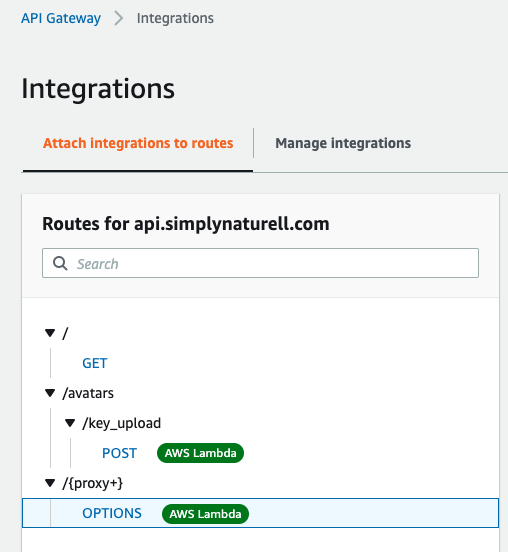 API Gateway > Integrations
Integrations
Attach integrations to routes Manage integrations
Routes for api.simplynaturell.com
Search
/
GET
/avatars
/key_upload
POST AWS Lambda
/{proxy+}
OPTIONS AWS Lambda